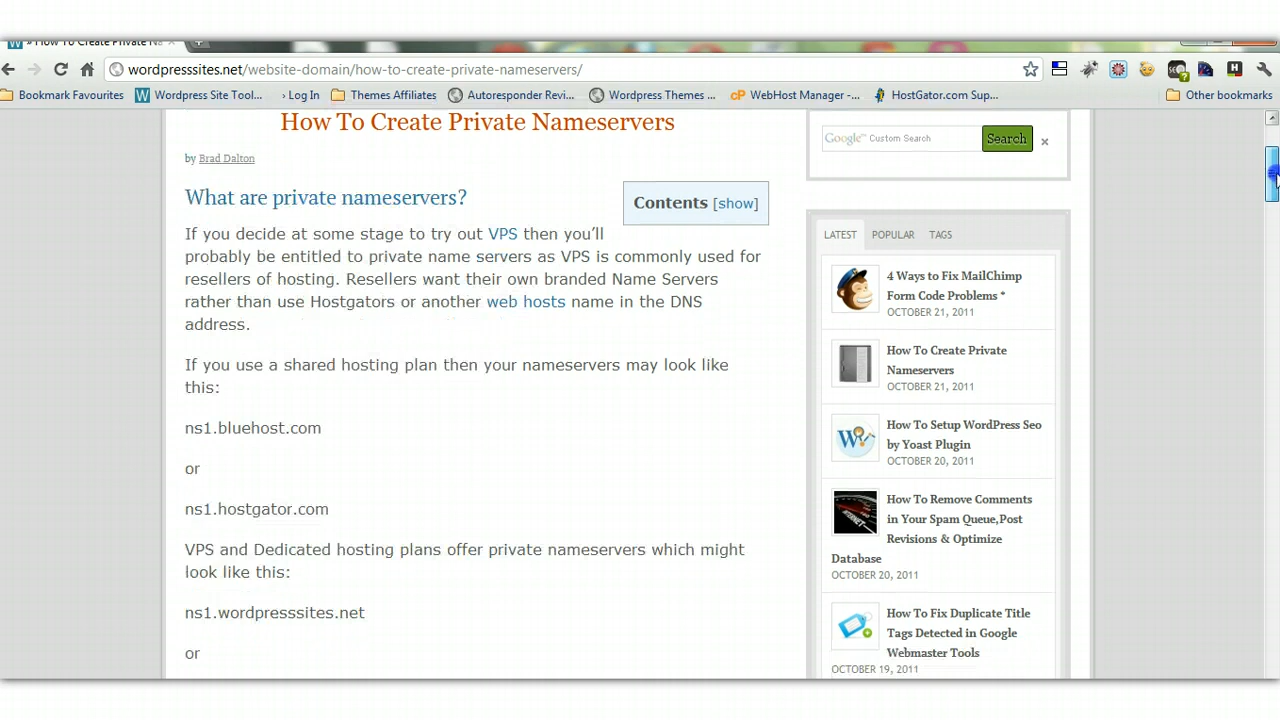 How To Create Private Na
wordpresssites.net/website-domain/how-to-create-private-nameservers/
Bookmark Favourites
Wordpress Site Tool...
› Log In
Themes Affiliates
Autoresponder Revi...
Wordpress Themes ...
cP WebHost Manager -...
HostGator.com Sup...
Other bookmarks
How To Create Private Nameservers
by Brad Dalton
What are private nameservers?
Contents [show]
If you decide at some stage to try out VPS then you’ll
probably be entitled to private name servers as VPS is commonly used for
resellers of hosting. Resellers want their own branded Name Servers
rather than use Hostgators or another web hosts name in the DNS
address.
If you use a shared hosting plan then your nameservers may look like
this:
ns1.bluehost.com
or
ns1.hostgator.com
VPS and Dedicated hosting plans offer private nameservers which might
look like this:
ns1.wordpresssites.net
or
Google™ Custom Search
Search
×
LATEST
POPULAR
TAGS
4 Ways to Fix MailChimp
Form Code Problems *
OCTOBER 21, 2011
How To Create Private
Nameservers
OCTOBER 21, 2011
How To Setup WordPress Seo
by Yoast Plugin
OCTOBER 20, 2011
INTERNET
How To Remove Comments
in Your Spam Queue,Post
Revisions & Optimize
Database
OCTOBER 20, 2011
How To Fix Duplicate Title
Tags Detected in Google
Webmaster Tools
OCTOBER 19, 2011